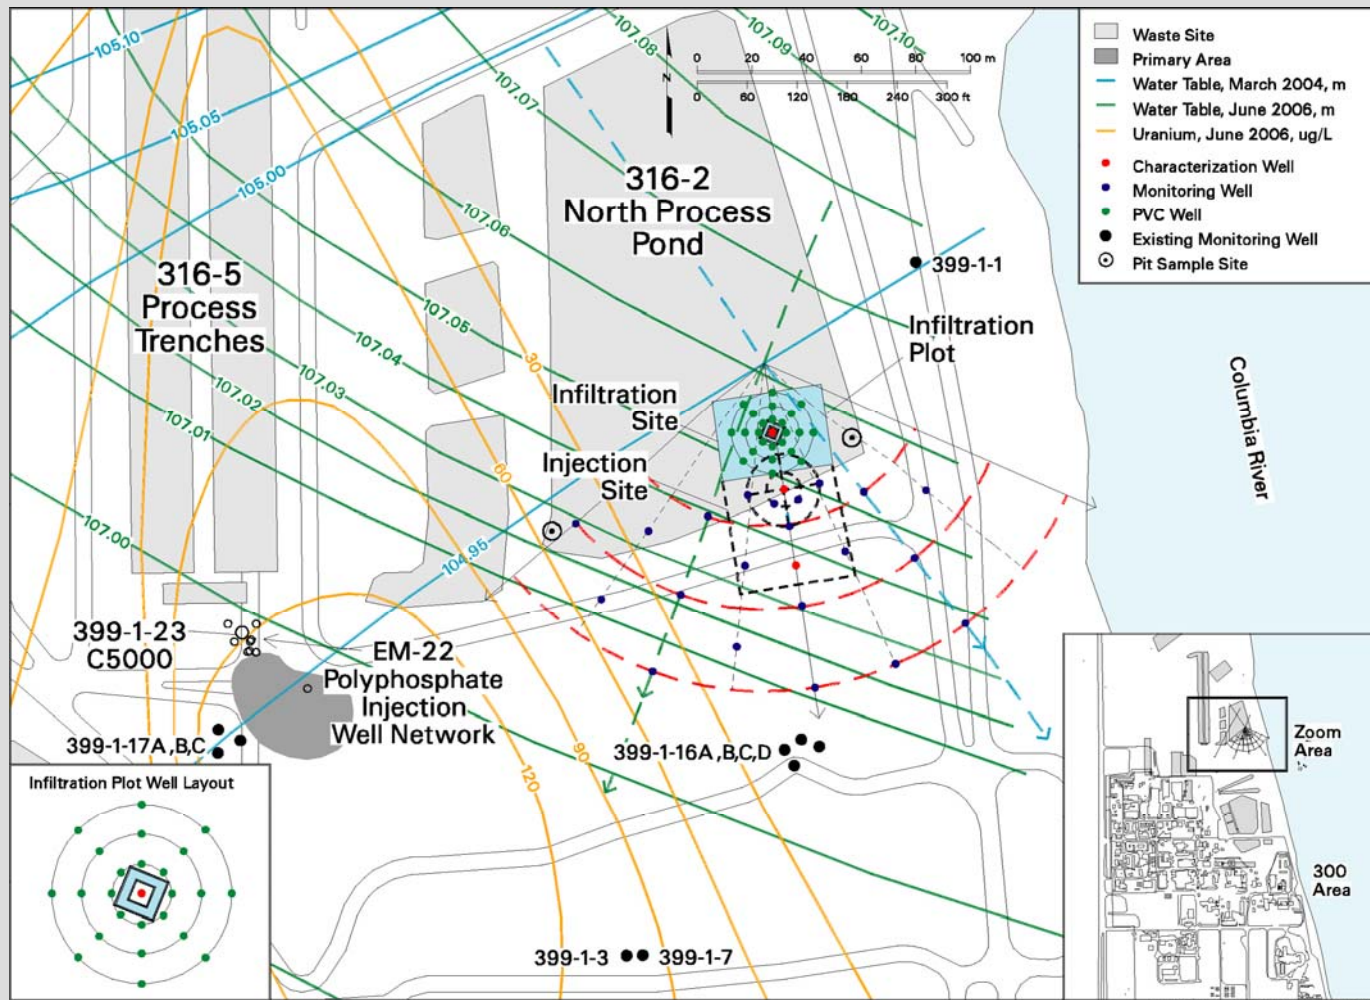 105.10
107.08
107.09
107.10
0 20 40 60 80 100 m
0 60 120 180 240 300 ft
N
Waste Site
Primary Area
Water Table, March 2004, m
Water Table, June 2006, m
Uranium, June 2006, ug/L
Characterization Well
Monitoring Well
PVC Well
Existing Monitoring Well
Pit Sample Site
107.07
105.05
105.00
316-2
North Process
Pond
107.06
316-5
Process
Trenches
399-1-1
107.05
107.04
107.03
107.02
107.01
30
Infiltration
Plot
Columbia River
Infiltration
Site
Injection
Site
60
107.00
104.95
399-1-23
C5000
EM-22
Polyphosphate
Injection
Well Network
399-1-17A,B,C
399-1-16A,B,C,D
90
120
Zoom
Area
300
Area
Infiltration Plot Well Layout
399-1-3
399-1-7